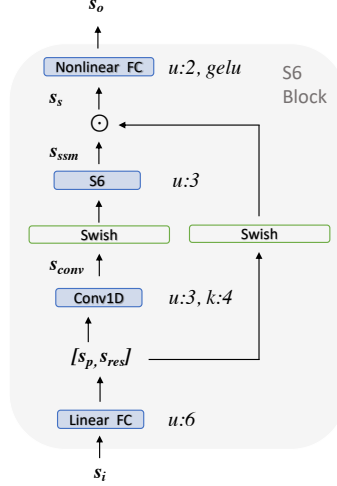 s_o
Nonlinear FC u:2, gelu
S6
Block
s_s
⊙
s_ssm
S6 u:3
Swish Swish
s_conv
Conv1D u:3, k:4
[s_p,s_res]
Linear FC u:6
s_i